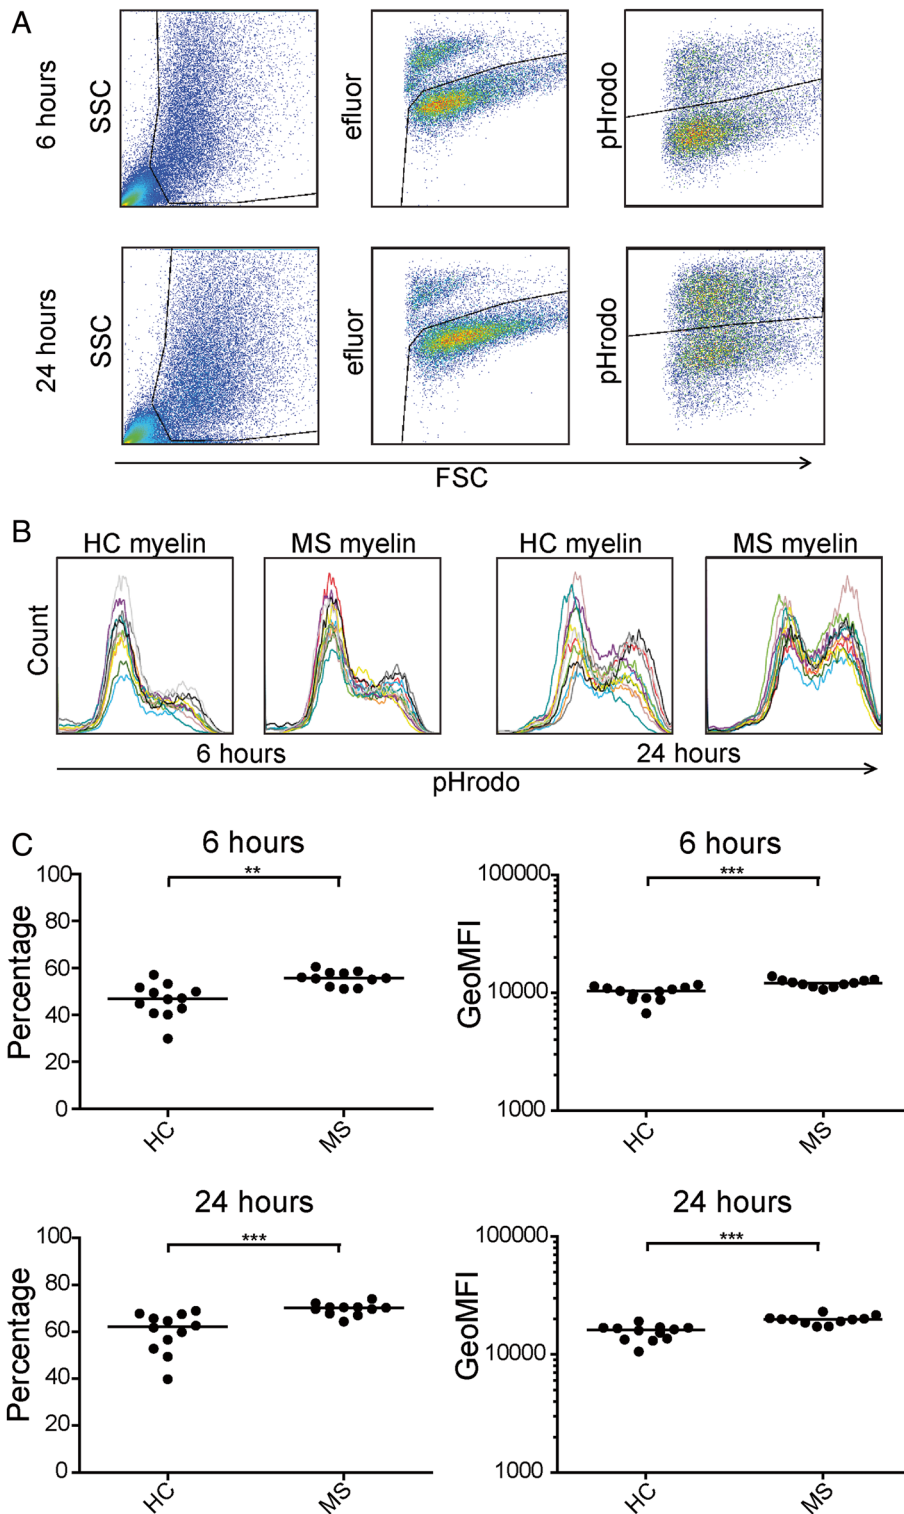 A
6 hours
SSC
efluor
pHrodo
24 hours
SSC
efluor
pHrodo
FSC
B
HC myelin
MS myelin
HC myelin
MS myelin
Count
6 hours
24 hours
pHrodo
C
6 hours
6 hours
Percentage
100
80
60
40
20
0
**
HC
MS
GeoMFI
100000
10000
1000
***
HC
MS
24 hours
24 hours
Percentage
100
80
60
40
20
0
***
HC
MS
GeoMFI
100000
10000
1000
***
HC
MS